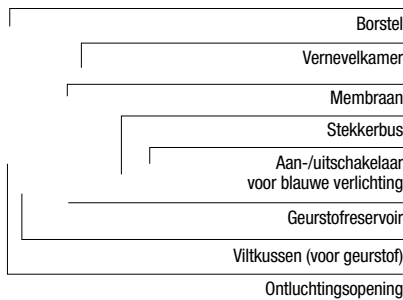 Borstel
Vernevelkamer
Membraan
Stekkerbus
Aan-/uitschakelaar
voor blauwe verlichting
Geurstofreservoir
Viltkussen (voor geurstof)
Ontluchtingsopening